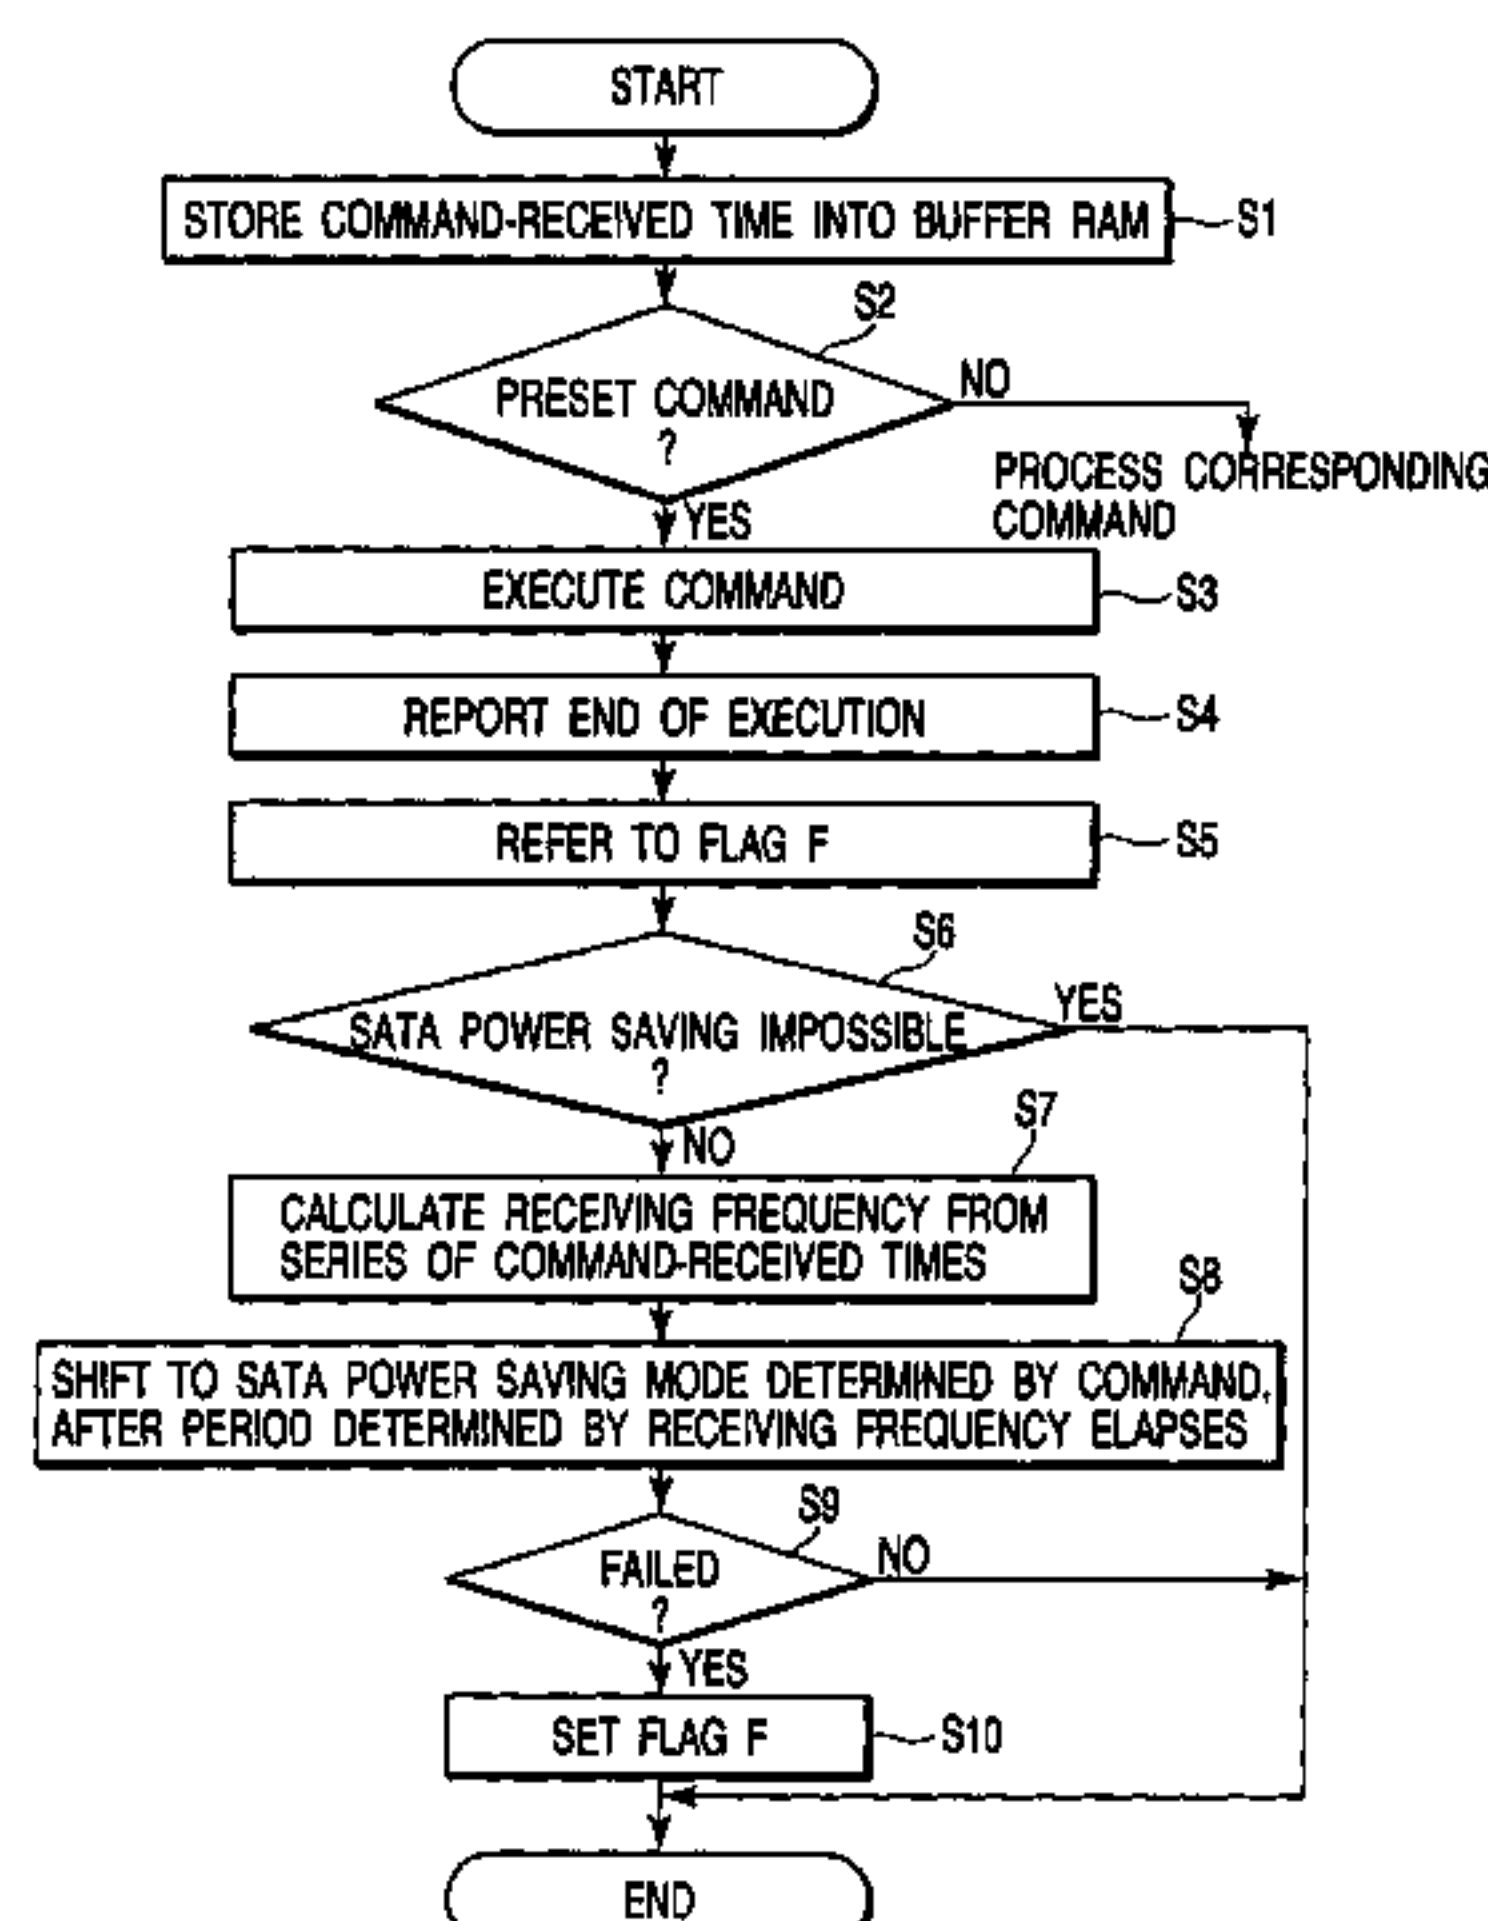 START
STORE COMMAND-RECEIVED TIME INTO BUFFER RAM
S1
S2
PRESET COMMAND
?
NO
PROCESS CORRESPONDING
COMMAND
YES
EXECUTE COMMAND
S3
REPORT END OF EXECUTION
S4
REFER TO FLAG F
S5
S6
SATA POWER SAVING IMPOSSIBLE
?
YES
NO
S7
CALCULATE RECEIVING FREQUENCY FROM
SERIES OF COMMAND-RECEIVED TIMES
S8
SHIFT TO SATA POWER SAVING MODE DETERMINED BY COMMAND,
AFTER PERIOD DETERMINED BY RECEIVING FREQUENCY ELAPSES
S9
FAILED
?
NO
YES
SET FLAG F
S10
END